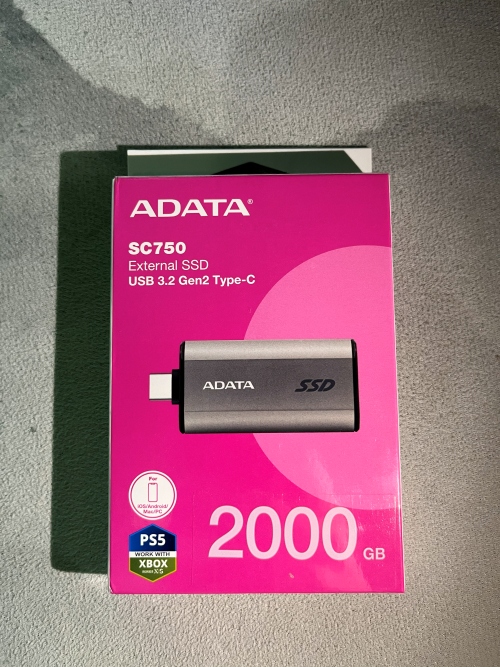 ADATA®
SC750
External SSD
USB 3.2 Gen2 Type-C
ADATA SSD
For
iOS/Android/
Mac/PC
PS5
WORK WITH
XBOX
SERIES X|S
2000 GB